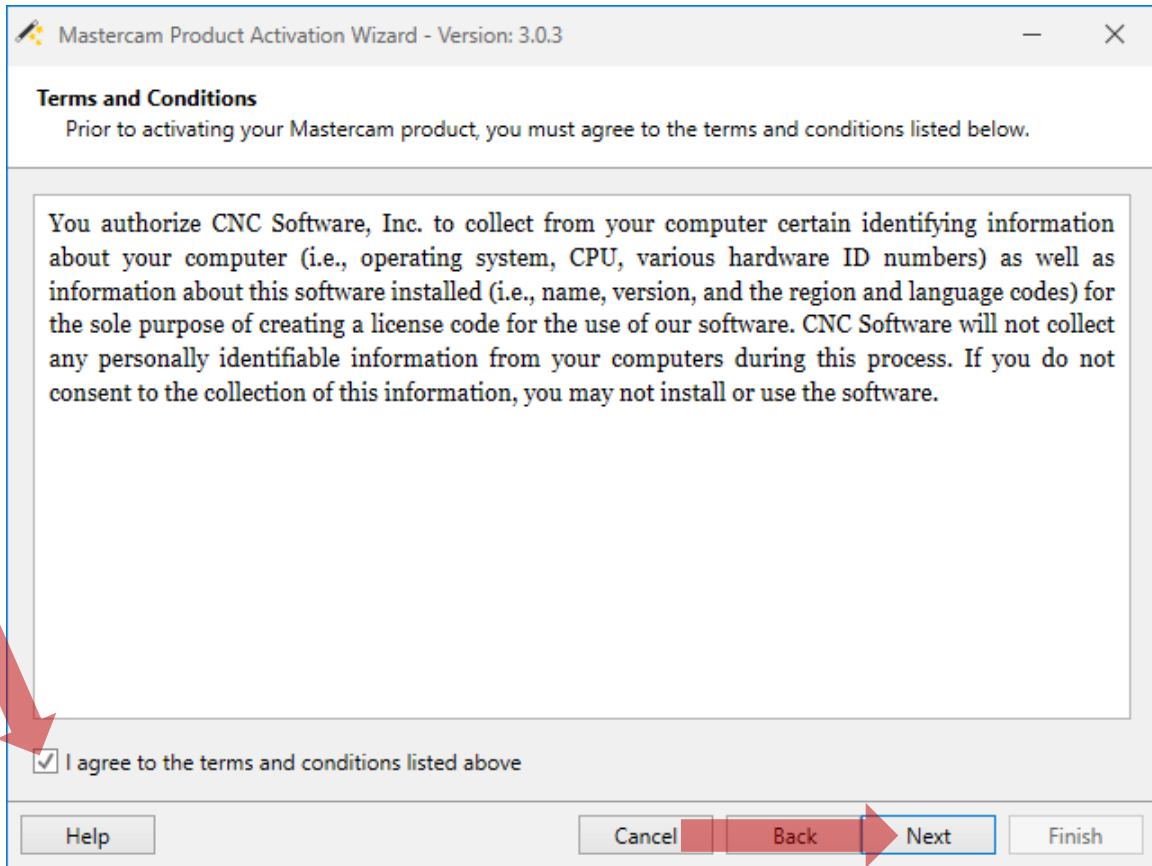 Mastercam Product Activation Wizard - Version: 3.0.3
Terms and Conditions
Prior to activating your Mastercam product, you must agree to the terms and conditions listed below.
You authorize CNC Software, Inc. to collect from your computer certain identifying information
about your computer (i.e., operating system, CPU, various hardware ID numbers) as well as
information about this software installed (i.e., name, version, and the region and language codes) for
the sole purpose of creating a license code for the use of our software. CNC Software will not collect
any personally identifiable information from your computers during this process. If you do not
consent to the collection of this information, you may not install or use the software.
I agree to the terms and conditions listed above
Help Cancel Back Next Finish